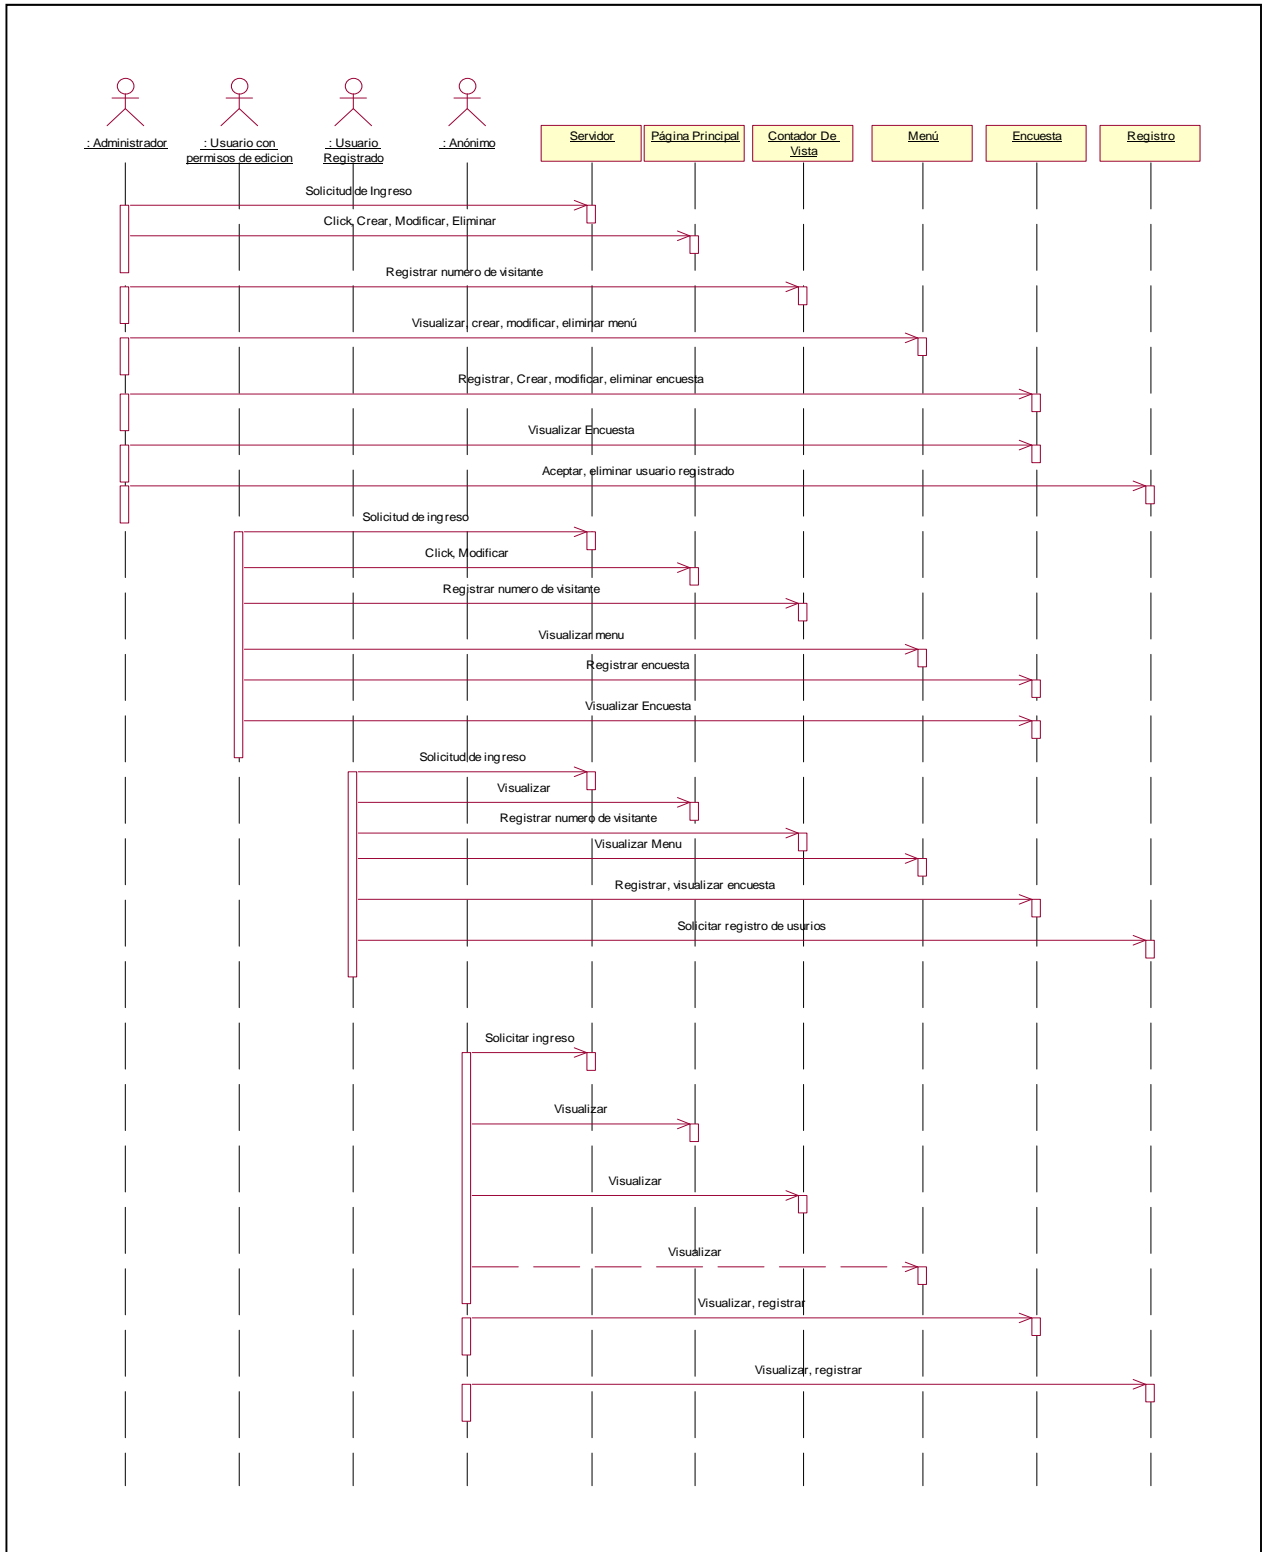 : Administrador
: Usuario con
permisos de edicion
: Usuario
Registrado
: Anónimo
Servidor
Página Principal
Contador De
Vista
Menú
Encuesta
Registro
Solicitud de Ingreso
Click, Crear, Modificar, Eliminar
Registrar numero de visitante
Visualizar, crear, modificar, eliminar menú
Registrar, Crear, modificar, eliminar encuesta
Visualizar Encuesta
Aceptar, eliminar usuario registrado
Solicitud de ingreso
Click, Modificar
Registrar numero de visitante
Visualizar menu
Registrar encuesta
Visualizar Encuesta
Solicitud de ingreso
Visualizar
Registrar numero de visitante
Visualizar Menu
Registrar, visualizar encuesta
Solicitar registro de usurios
Solicitar ingreso
Visualizar
Visualizar
Visualizar
Visualizar, registrar
Visualizar, registrar